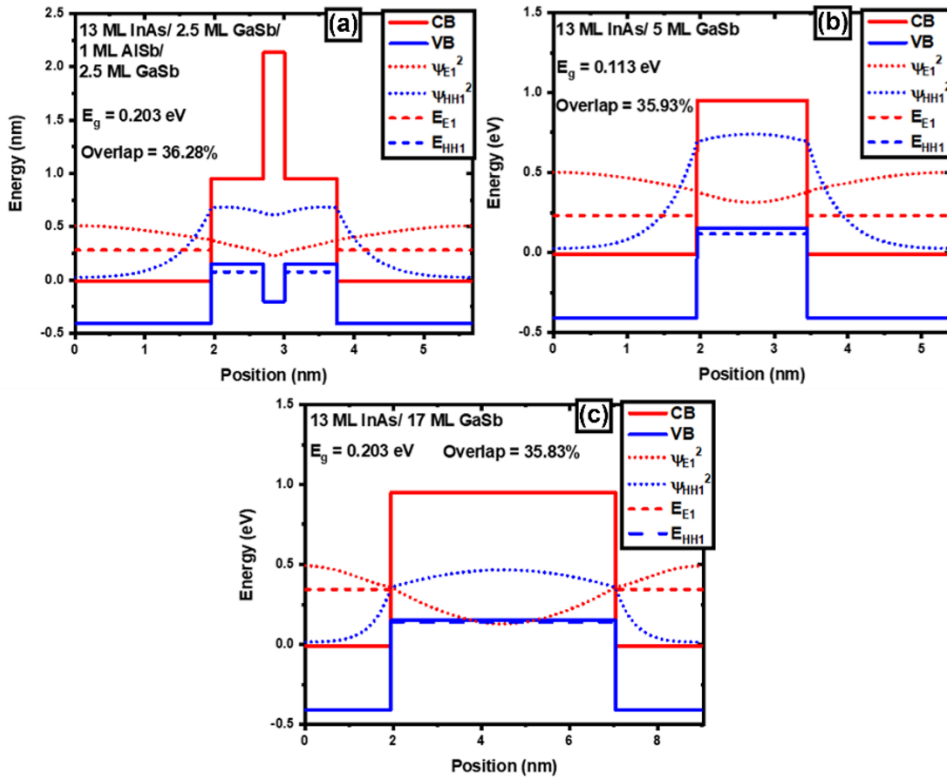 (a)
13 ML InAs/ 2.5 ML GaSb/
1 ML AlSb/
2.5 ML GaSb
E_g = 0.203 eV
Overlap = 36.28%
CB
VB
Ψ_E1^2
Ψ_HH1^2
E_E1
E_HH1
Energy (nm)
2.5
2.0
1.5
1.0
0.5
0.0
-0.5
0 1 2 3 4 5
Position (nm)
(b)
13 ML InAs/ 5 ML GaSb
E_g = 0.113 eV
Overlap = 35.93%
CB
VB
Ψ_E1^2
Ψ_HH1^2
E_E1
E_HH1
Energy (eV)
1.5
1.0
0.5
0.0
-0.5
0 1 2 3 4 5
Position (nm)
(c)
13 ML InAs/ 17 ML GaSb
E_g = 0.203 eV Overlap = 35.83%
CB
VB
Ψ_E1^2
Ψ_HH1^2
E_E1
E_HH1
Energy (eV)
1.5
1.0
0.5
0.0
-0.5
0 2 4 6 8
Position (nm)